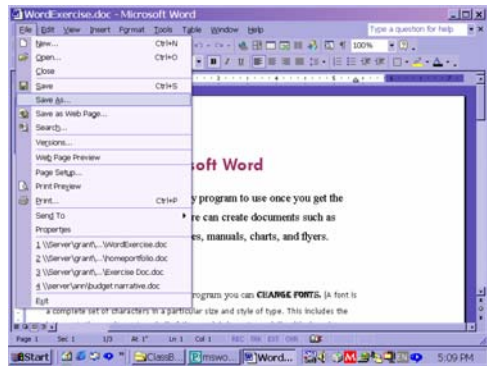 WordExercise.doc - Microsoft Word
File Edit View Insert Format Tools Table Window Help Type a question for help
New... Ctrl+N
100%
Open... Ctrl+O
Close
Save Ctrl+S
Save As...
Save as Web Page...
Search...
Versions...
Web Page Preview
oft Word
Page Setup...
Print Preview
y program to use once you get the
Print... Ctrl+P
re can create documents such as
Send To
Properties
es, manuals, charts, and flyers.
1 \\Server\grant\...\WordExercise.doc
2 \\Server\grant\...\homeportfolio.doc
3 \\Server\grant\...\Exercise Doc.doc
4 \\server\ann\budget narrative.doc
rogram you can CHANGE FONTS. (A font is
Exit
a complete set of characters in a particular size and style of type. This includes the
Page 1 Sec 1 1/3 At 1" Ln 1 Col 1 REC TRK EXT OVR
Start ClassB... mswo... Word... 5:09 PM